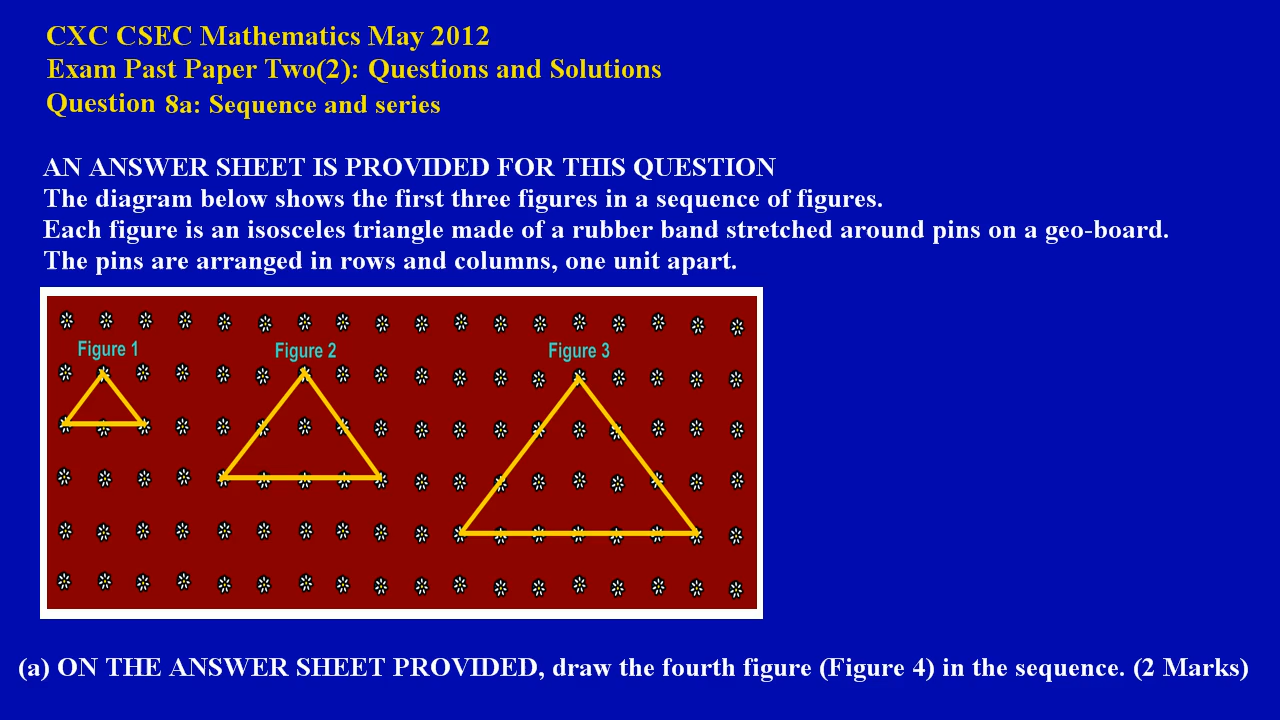 CXC CSEC Mathematics May 2012
Exam Past Paper Two(2): Questions and Solutions
Question 8a: Sequence and series
AN ANSWER SHEET IS PROVIDED FOR THIS QUESTION
The diagram below shows the first three figures in a sequence of figures.
Each figure is an isosceles triangle made of a rubber band stretched around pins on a geo-board.
The pins are arranged in rows and columns, one unit apart.
Figure 1
Figure 2
Figure 3
(a) ON THE ANSWER SHEET PROVIDED, draw the fourth figure (Figure 4) in the sequence. (2 Marks)